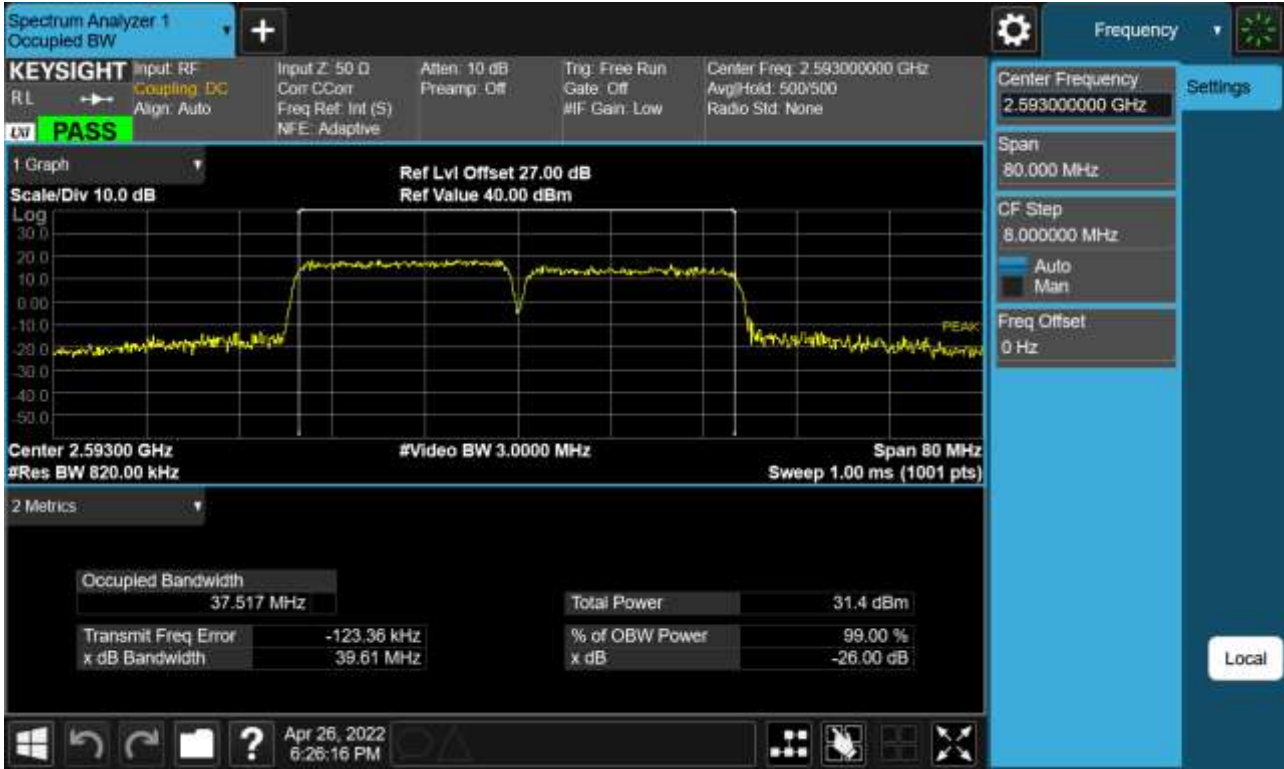 Spectrum Analyzer 1
Occupied BW
+
Frequency
KEYSIGHT
RL
LXI
PASS
Input: RF
Coupling: DC
Align: Auto
Input Z: 50 Ω
Corr CCorr
Freq Ref: Int (S)
NFE: Adaptive
Atten: 10 dB
Preamp: Off
Trig: Free Run
Gate: Off
#IF Gain: Low
Center Freq: 2.593000000 GHz
Avg|Hold: 500/500
Radio Std: None
Center Frequency
2.593000000 GHz
Settings
Span
80.000 MHz
CF Step
8.000000 MHz
Auto
Man
Freq Offset
0 Hz
Local
1 Graph
Scale/Div 10.0 dB
Ref Lvl Offset 27.00 dB
Ref Value 40.00 dBm
Log
30.0
20.0
10.0
0.00
-10.0
-20.0
-30.0
-40.0
-50.0
PEAK
Center 2.59300 GHz
#Video BW 3.0000 MHz
Span 80 MHz
#Res BW 820.00 kHz
Sweep 1.00 ms (1001 pts)
2 Metrics
Occupied Bandwidth
37.517 MHz
Total Power 31.4 dBm
Transmit Freq Error -123.36 kHz
% of OBW Power 99.00 %
x dB Bandwidth 39.61 MHz
x dB -26.00 dB
?
Apr 26, 2022
6:26:16 PM